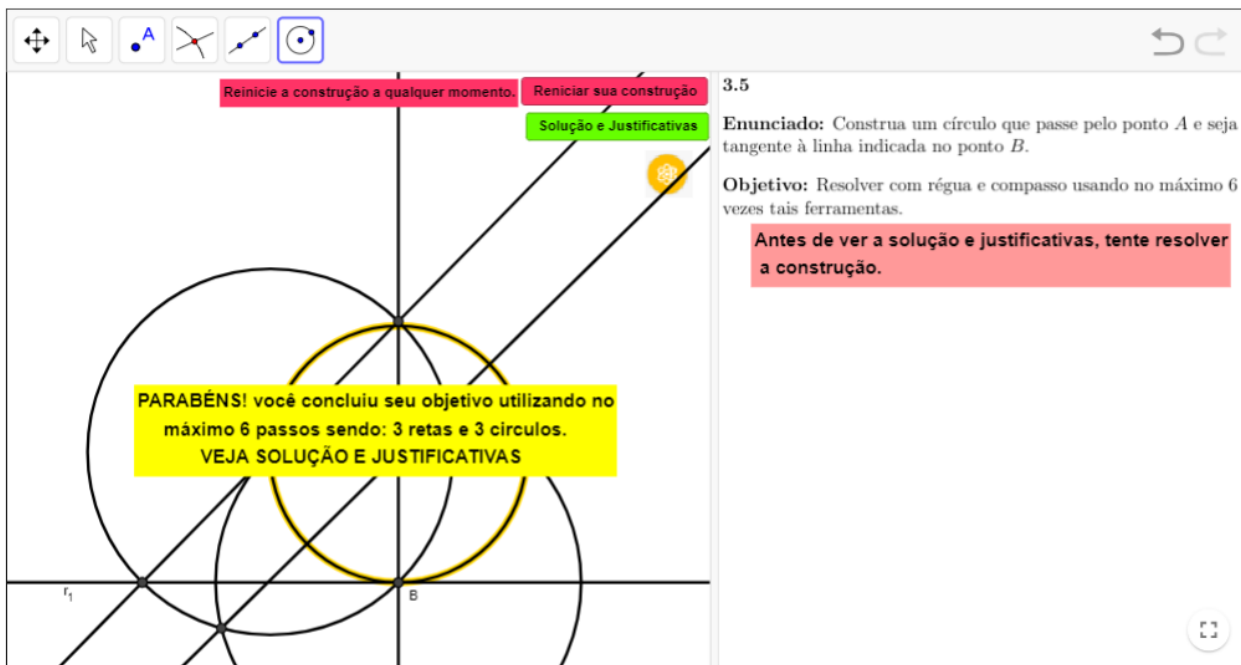 A
Reinicie a construção a qualquer momento.
Reniciar sua construção
Solução e Justificativas
PARABÉNS! você concluiu seu objetivo utilizando no
máximo 6 passos sendo: 3 retas e 3 circulos.
VEJA SOLUÇÃO E JUSTIFICATIVAS
r1
B
3.5
Enunciado: Construa um círculo que passe pelo ponto A e seja
tangente à linha indicada no ponto B.
Objetivo: Resolver com régua e compasso usando no máximo 6
vezes tais ferramentas.
Antes de ver a solução e justificativas, tente resolver
a construção.